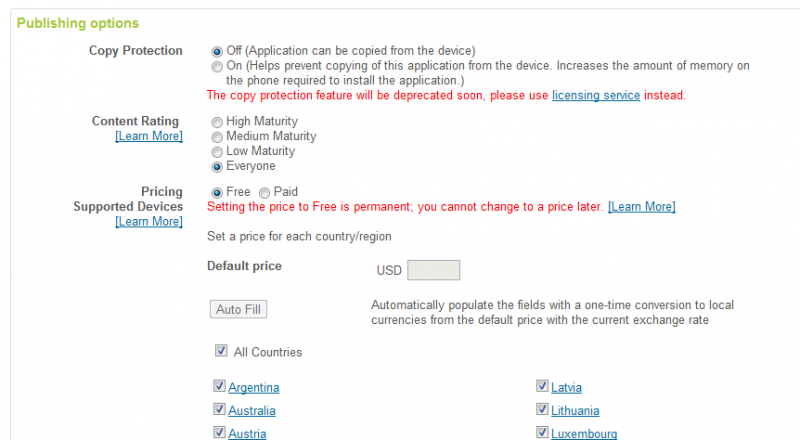 Publishing options
Copy Protection
Off (Application can be copied from the device)
On (Helps prevent copying of this application from the device. Increases the amount of memory on
the phone required to install the application.)
The copy protection feature will be deprecated soon, please use licensing service instead.
Content Rating
[Learn More]
High Maturity
Medium Maturity
Low Maturity
Everyone
Pricing
Free Paid
Supported Devices
[Learn More]
Setting the price to Free is permanent; you cannot change to a price later. [Learn More]
Set a price for each country/region
Default price
USD
Auto Fill
Automatically populate the fields with a one-time conversion to local
currencies from the default price with the current exchange rate
All Countries
Argentina
Latvia
Australia
Lithuania
Austria
Luxembourg